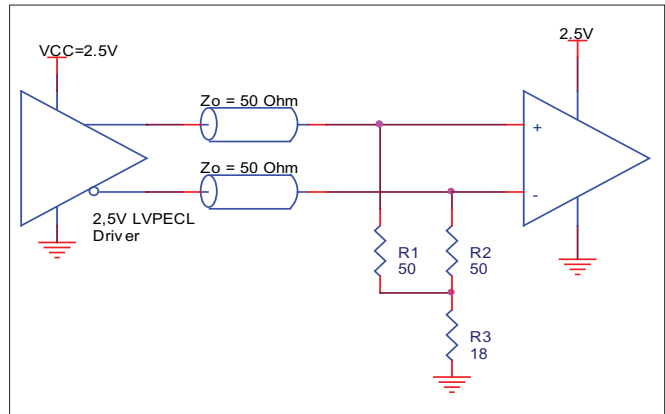 VCC=2.5V
2.5V
Zo = 50 Ohm
+
Zo = 50 Ohm
-
2,5V LVPECL
Driver
R1
50
R2
50
R3
18